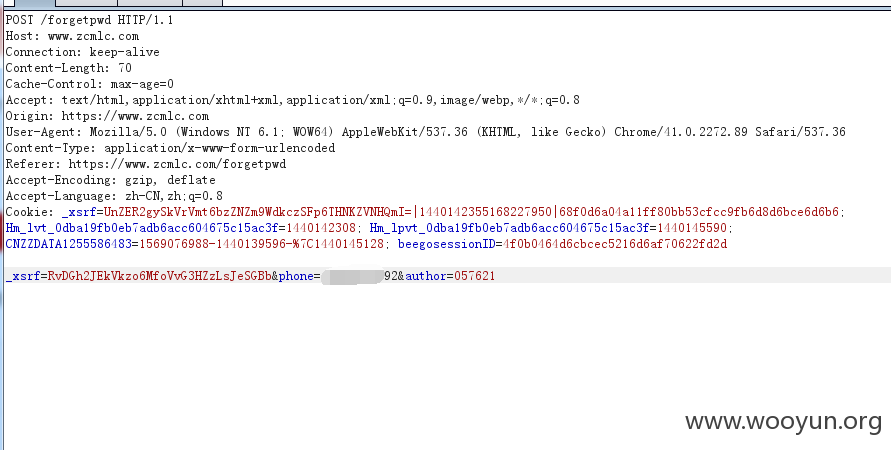 POST /forgetpwd HTTP/1.1
Host: www.zcmlc.com
Connection: keep-alive
Content-Length: 70
Cache-Control: max-age=0
Accept: text/html,application/xhtml+xml,application/xml;q=0.9,image/webp,*/*;q=0.8
Origin: https://www.zcmlc.com
User-Agent: Mozilla/5.0 (Windows NT 6.1; WOW64) AppleWebKit/537.36 (KHTML, like Gecko) Chrome/41.0.2272.89 Safari/537.36
Content-Type: application/x-www-form-urlencoded
Referer: https://www.zcmlc.com/forgetpwd
Accept-Encoding: gzip, deflate
Accept-Language: zh-CN,zh;q=0.8
Cookie: _xsrf=UnZER2gySkVrVmt6bzZNZm9WdkczSFp6THNKZVNHQmI=|1440142355168227950|68f0d6a04a11ff80bb53cfcc9fb6d8d6bce6d6b6;
Hm_lvt_0dba19fb0eb7adb6acc604675c15ac3f=1440142308; Hm_lpvt_0dba19fb0eb7adb6acc604675c15ac3f=1440145590;
CNZZDATA1255586483=1569076988-1440139596-%7C1440145128; beegosessionID=4f0b0464d6cbcec5216d6af70622fd2d
_xsrf=RvDGh2JEkVkzo6MfoVvG3HZzLsJeSGBb&phone= 92&author=057621
www.wooyun.org